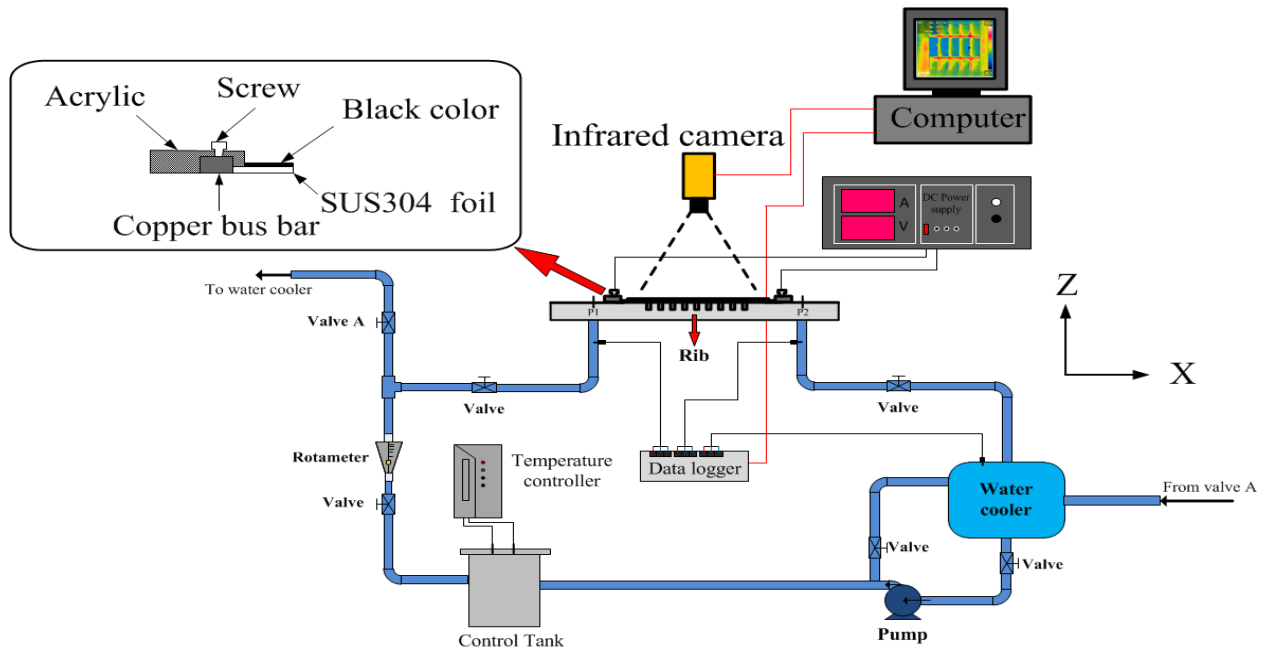 Acrylic
Screw
Black color
SUS304 foil
Copper bus bar
Infrared camera
Computer
A
V
DC Power
supply
To water cooler
Valve A
P1
P2
Rib
Z
X
Valve
Valve
Rotameter
Valve
Temperature
controller
Data logger
Water
cooler
From valve A
Valve
Valve
Control Tank
Pump